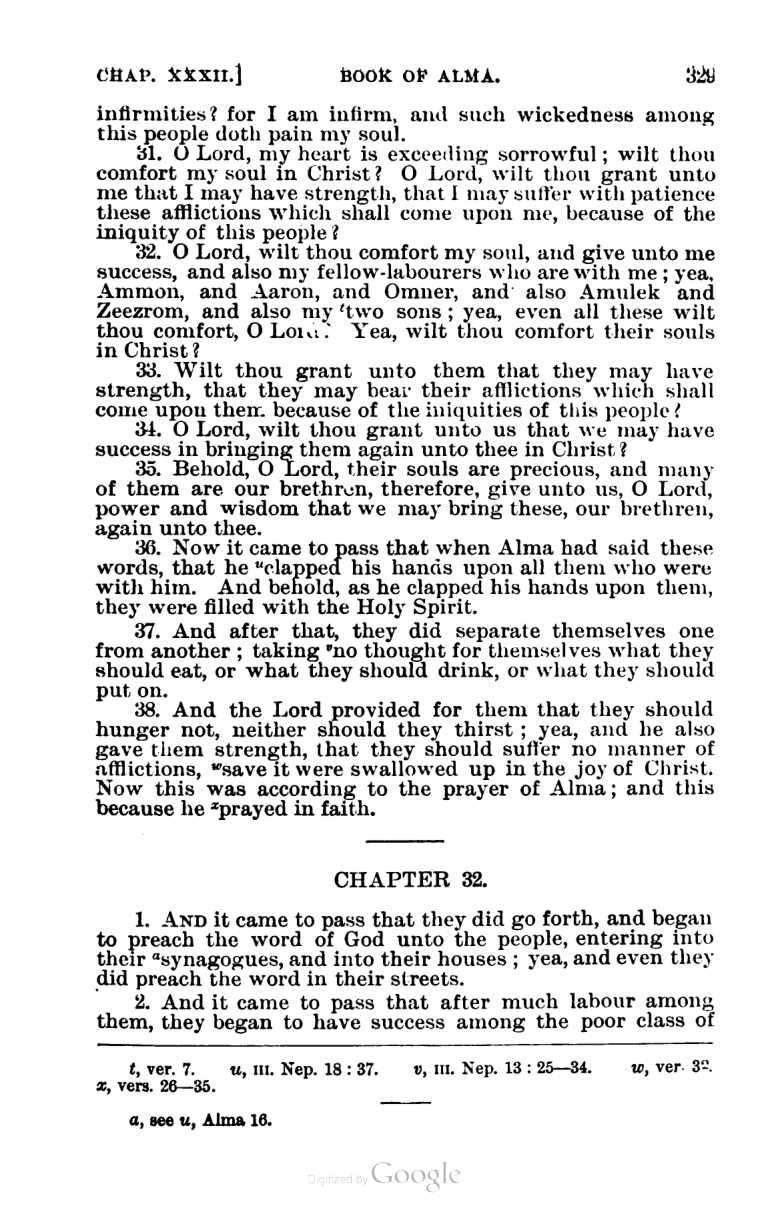 CHAP. XXXII.] BOOK OF ALMA. 329
infirmities? for I am infirm, and such wickedness among
this people doth pain my soul.
31. O Lord, my heart is exceeding sorrowful; wilt thou
comfort my soul in Christ? O Lord, wilt thou grant unto
me that I may have strength, that I may suffer with patience
these afflictions which shall come upon me, because of the
iniquity of this people?
32. O Lord, wilt thou comfort my soul, and give unto me
success, and also my fellow-labourers who are with me; yea,
Ammon, and Aaron, and Omner, and also Amulek and
Zeezrom, and also my ᵗtwo sons; yea, even all these wilt
thou comfort, O Lord. Yea, wilt thou comfort their souls
in Christ?
33. Wilt thou grant unto them that they may have
strength, that they may bear their afflictions which shall
come upon them because of the iniquities of this people?
34. O Lord, wilt thou grant unto us that we may have
success in bringing them again unto thee in Christ?
35. Behold, O Lord, their souls are precious, and many
of them are our brethren, therefore, give unto us, O Lord,
power and wisdom that we may bring these, our brethren,
again unto thee.
36. Now it came to pass that when Alma had said these
words, that he ᵘclapped his hands upon all them who were
with him. And behold, as he clapped his hands upon them,
they were filled with the Holy Spirit.
37. And after that, they did separate themselves one
from another; taking ᵛno thought for themselves what they
should eat, or what they should drink, or what they should
put on.
38. And the Lord provided for them that they should
hunger not, neither should they thirst; yea, and he also
gave them strength, that they should suffer no manner of
afflictions, ʷsave it were swallowed up in the joy of Christ.
Now this was according to the prayer of Alma; and this
because he ˣprayed in faith.
CHAPTER 32.
1. AND it came to pass that they did go forth, and began
to preach the word of God unto the people, entering into
their ᵃsynagogues, and into their houses; yea, and even they
did preach the word in their streets.
2. And it came to pass that after much labour among
them, they began to have success among the poor class of
t, ver. 7. u, III. Nep. 18 : 37. v, III. Nep. 13 : 25—34. w, ver.
x, vers. 26—35.
a, see u, Alma 16.
Digitized by Google